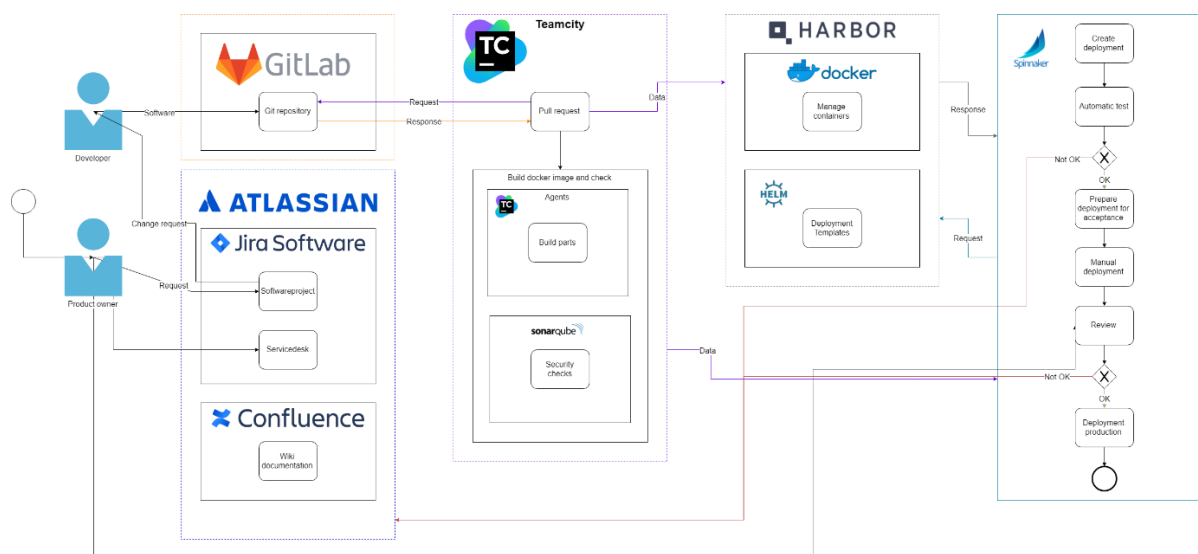 Teamcity
GitLab
TC
HARBOR
docker
Spinnaker
Create
deployment
Software
Git repository
Request
Response
Pull request
Data
Manage
containers
Response
Automatic test
Developer
Not OK
X
OK
Build docker image and check
ATLASSIAN
Change request
Jira Software
TC
Agents
Build parts
HELM
Deployment
Templates
Request
Prepare
deployment for
acceptance
Manual
deployment
Product owner
Request
Softwareproject
Servicedesk
sonarqube
Security
checks
Data
Review
Not OK
X
OK
Confluence
Wiki
documentation
Deployment
production